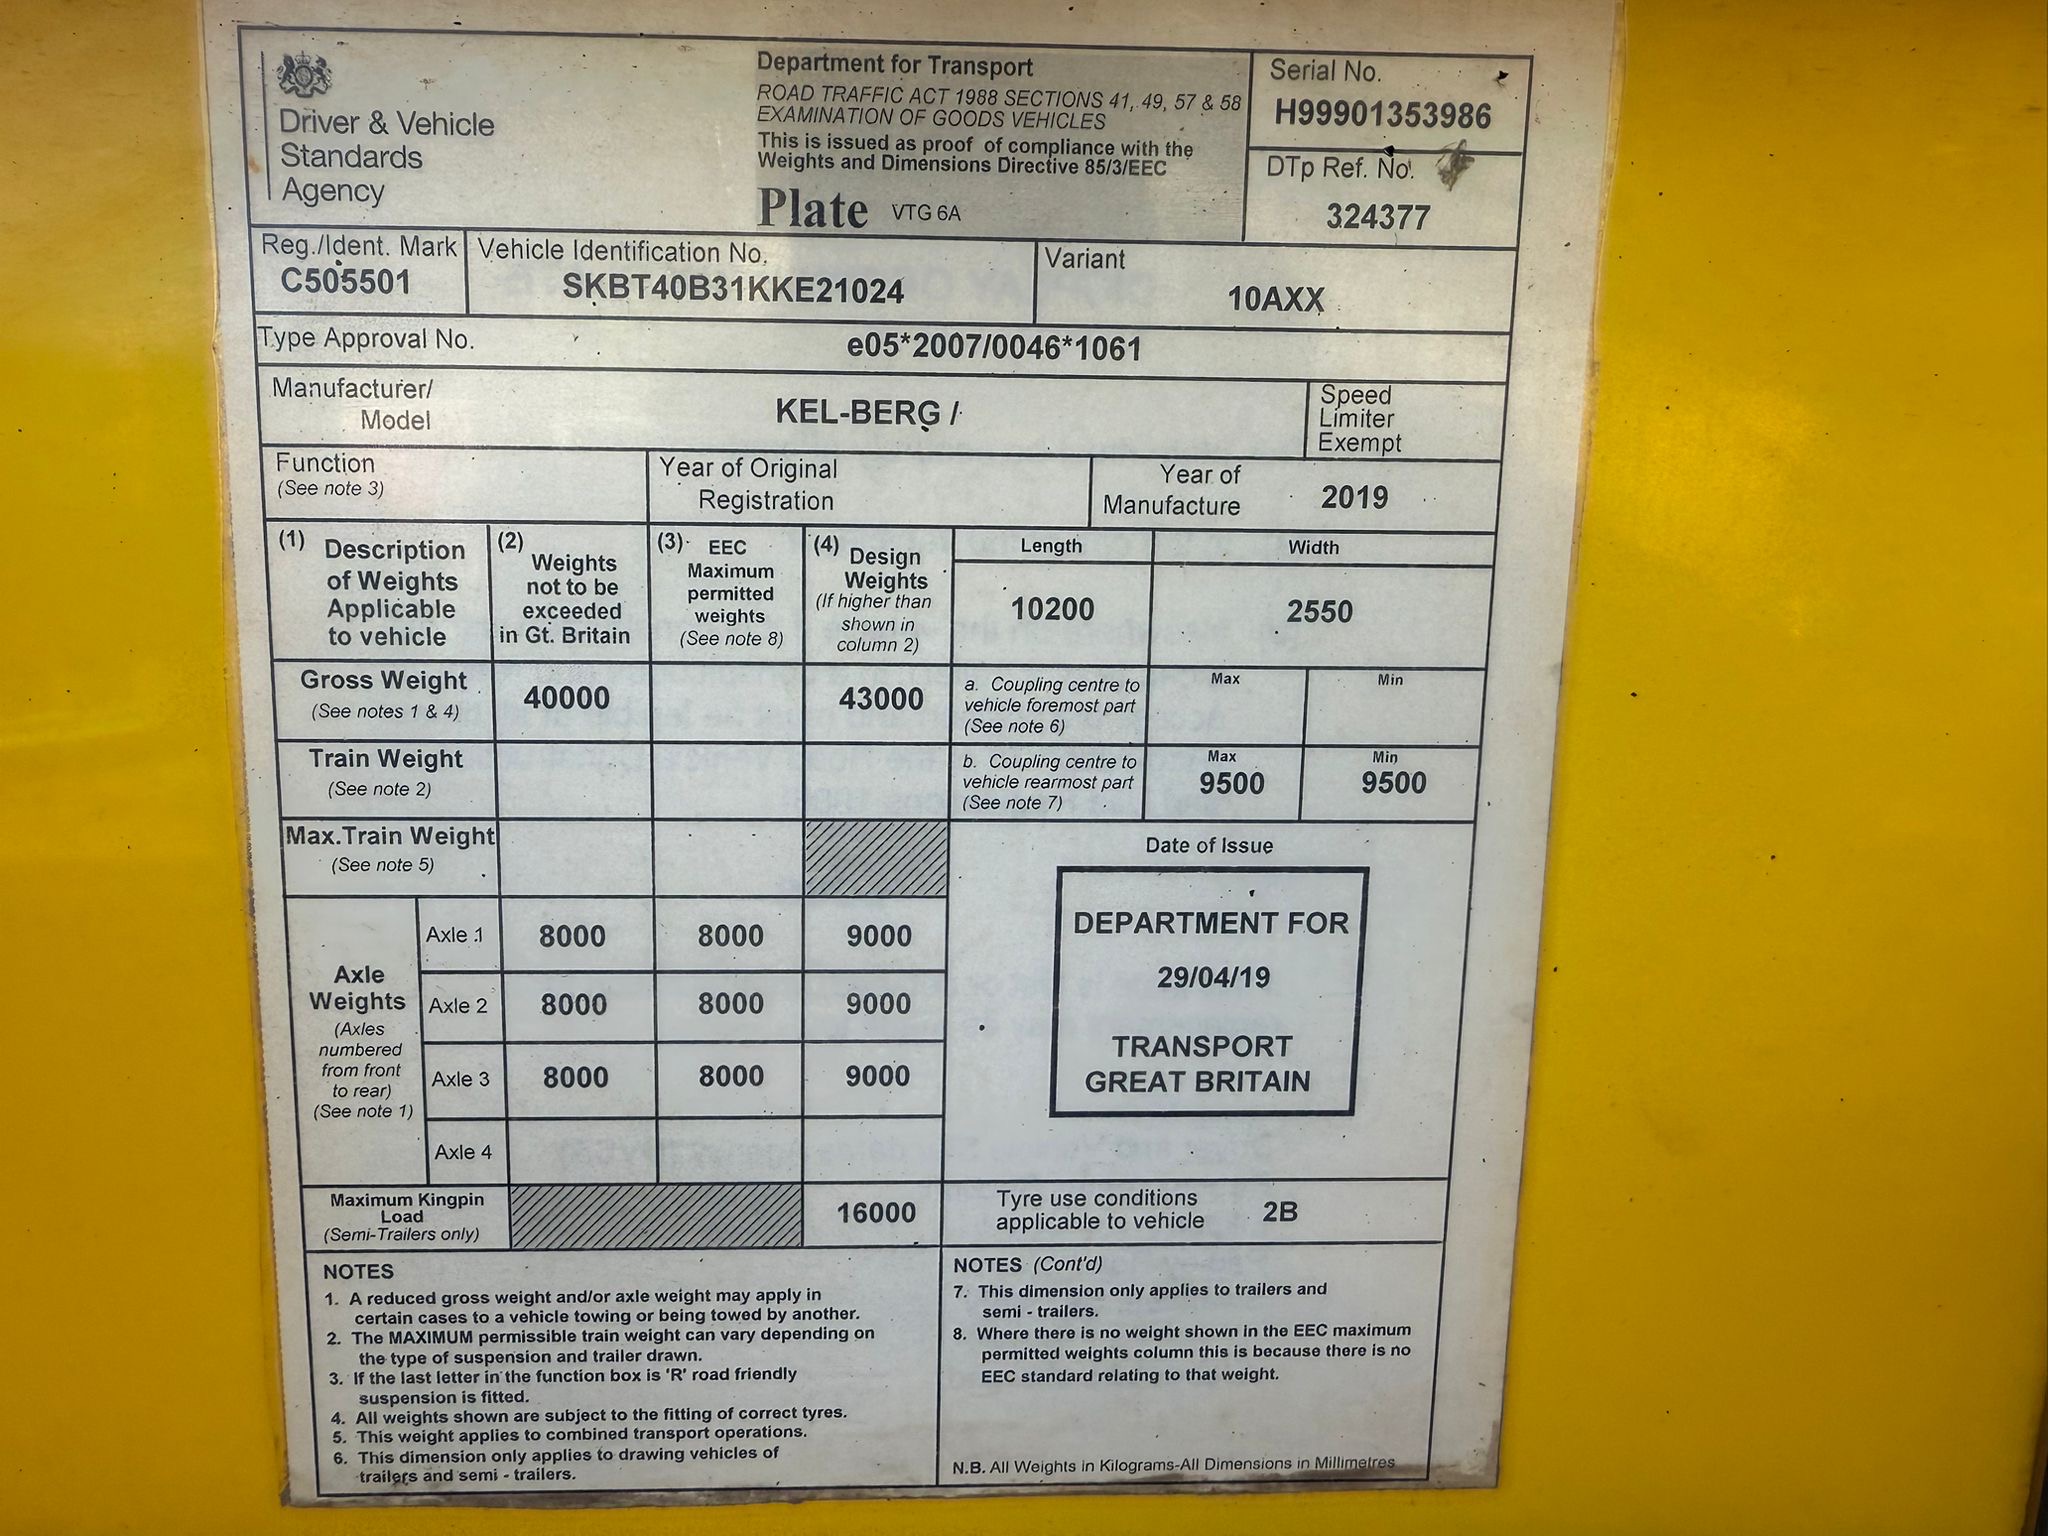 Driver & Vehicle
Standards
Agency
Department for Transport
ROAD TRAFFIC ACT 1988 SECTIONS 41, 49, 57 & 58
EXAMINATION OF GOODS VEHICLES
This is issued as proof of compliance with the
Weights and Dimensions Directive 85/3/EEC
Plate VTG 6A
Serial No.
H99901353986
DTp Ref. No.
324377
Reg./Ident. Mark
C505501
Vehicle Identification No.
SKBT40B31KKE21024
Variant
10AXX
Type Approval No.
e05*2007/0046*1061
Manufacturer/
Model
KEL-BERG /
Speed
Limiter
Exempt
Function
(See note 3)
Year of Original
Registration
Year of
Manufacture
2019
(1) Description
of Weights
Applicable
to vehicle
(2) Weights
not to be
exceeded
in Gt. Britain
(3) EEC
Maximum
permitted
weights
(See note 8)
(4) Design
Weights
(If higher than
shown in
column 2)
Length
10200
Width
2550
Gross Weight
(See notes 1 & 4)
40000
43000
a. Coupling centre to
vehicle foremost part
(See note 6)
Max
Min
Train Weight
(See note 2)
b. Coupling centre to
vehicle rearmost part
(See note 7)
Max
9500
Min
9500
Max.Train Weight
(See note 5)
Date of Issue
DEPARTMENT FOR
29/04/19
TRANSPORT
GREAT BRITAIN
Axle
Weights
(Axles
numbered
from front
to rear)
(See note 1)
Axle 1 8000 8000 9000
Axle 2 8000 8000 9000
Axle 3 8000 8000 9000
Axle 4
Maximum Kingpin
Load
(Semi-Trailers only)
16000
Tyre use conditions
applicable to vehicle
2B
NOTES
1. A reduced gross weight and/or axle weight may apply in
certain cases to a vehicle towing or being towed by another.
2. The MAXIMUM permissible train weight can vary depending on
the type of suspension and trailer drawn.
3. If the last letter in the function box is 'R' road friendly
suspension is fitted.
4. All weights shown are subject to the fitting of correct tyres.
5. This weight applies to combined transport operations.
6. This dimension only applies to drawing vehicles of
trailers and semi - trailers.
NOTES (Cont'd)
7. This dimension only applies to trailers and
semi - trailers.
8. Where there is no weight shown in the EEC maximum
permitted weights column this is because there is no
EEC standard relating to that weight.
N.B. All Weights in Kilograms-All Dimensions in Millimetres